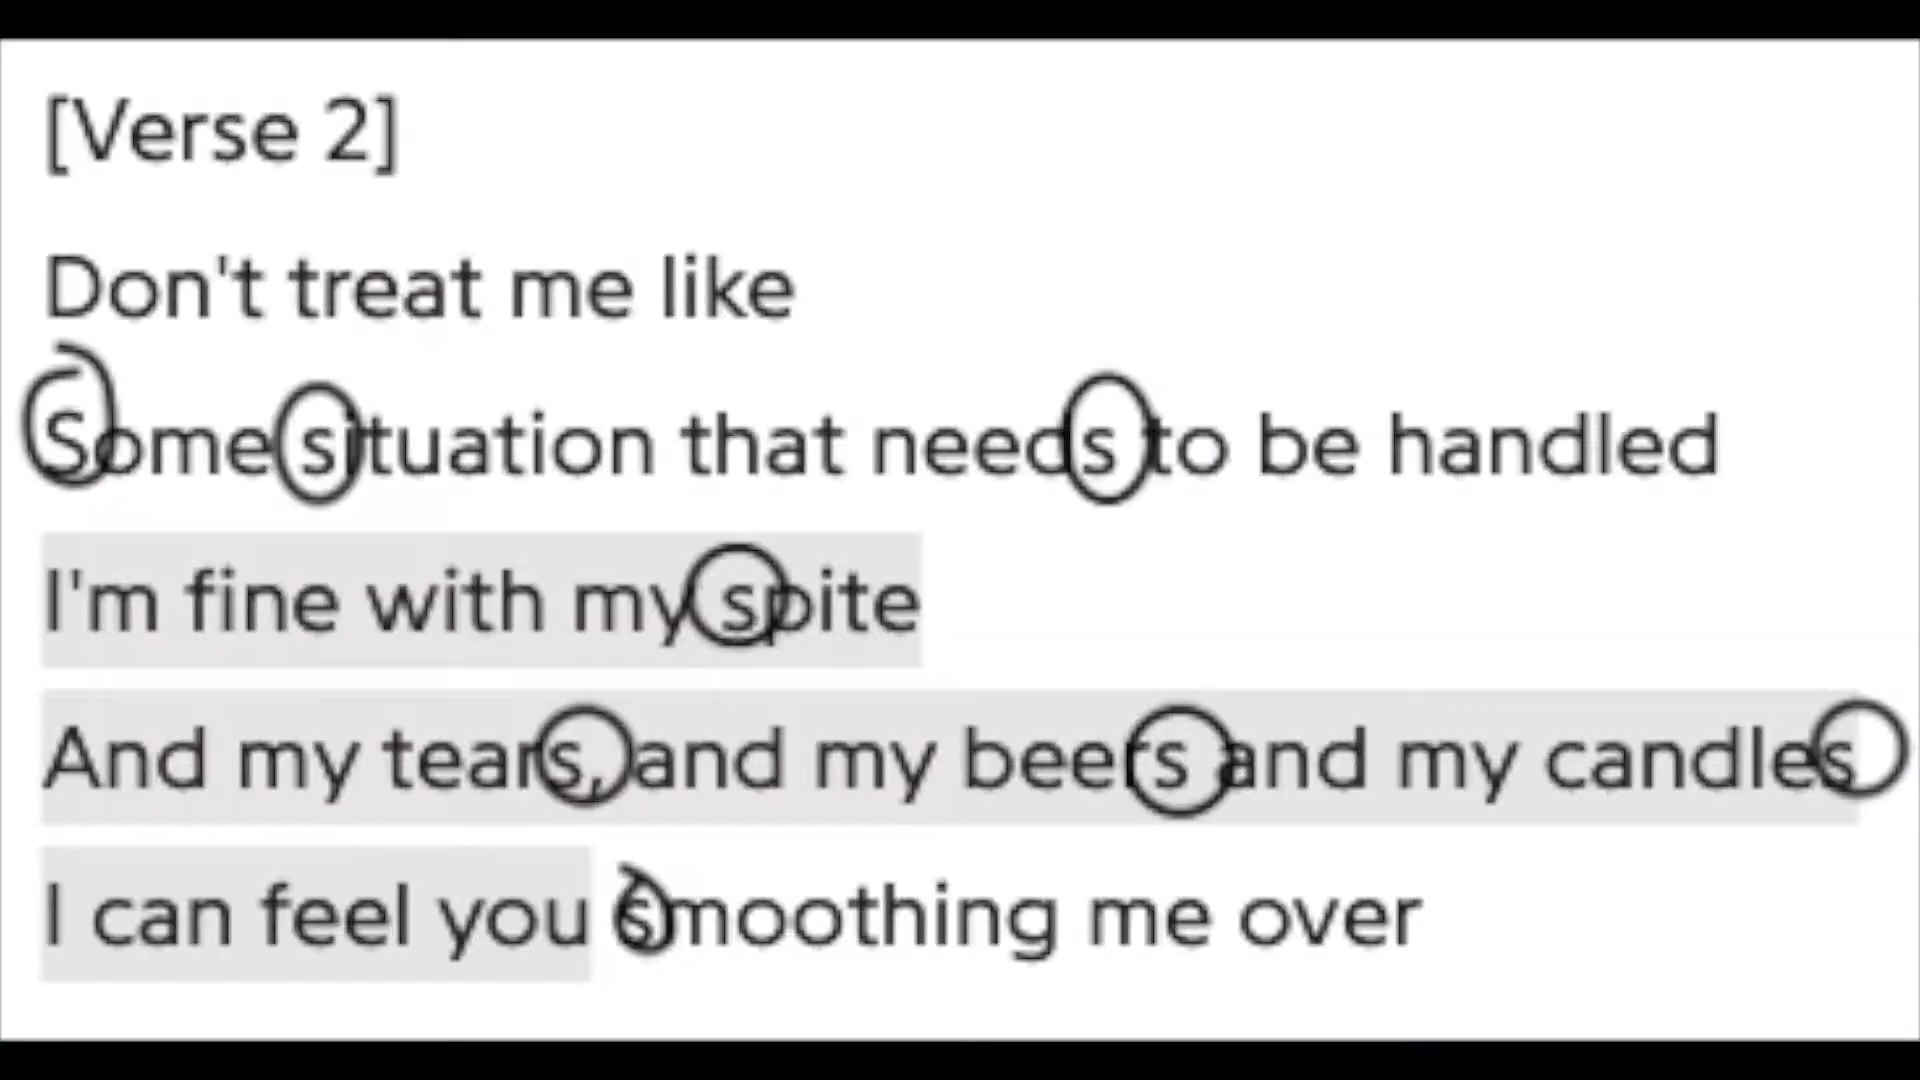 [Verse 2]
Don't treat me like
Some situation that needs to be handled
I'm fine with my spite
And my tears, and my beers and my candles
I can feel you smoothing me over